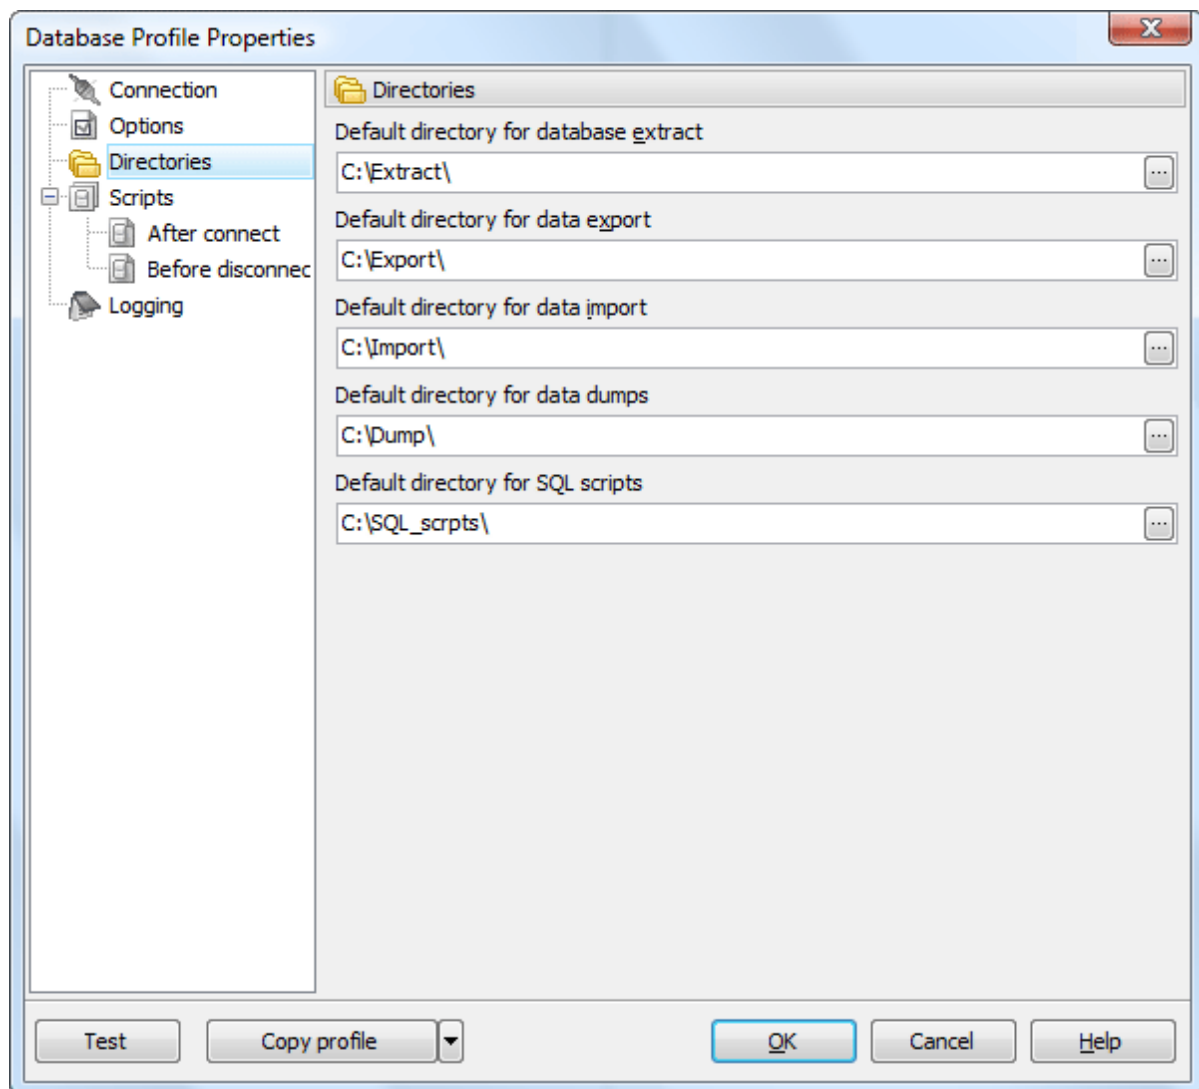 Database Profile Properties
Connection
Options
Directories
Scripts
After connect
Before disconnec
Logging
Directories
Default directory for database extract
C:\Extract\
...
Default directory for data export
C:\Export\
...
Default directory for data import
C:\Import\
...
Default directory for data dumps
C:\Dump\
...
Default directory for SQL scripts
C:\SQL_scrpts\
...
Test
Copy profile
OK
Cancel
Help